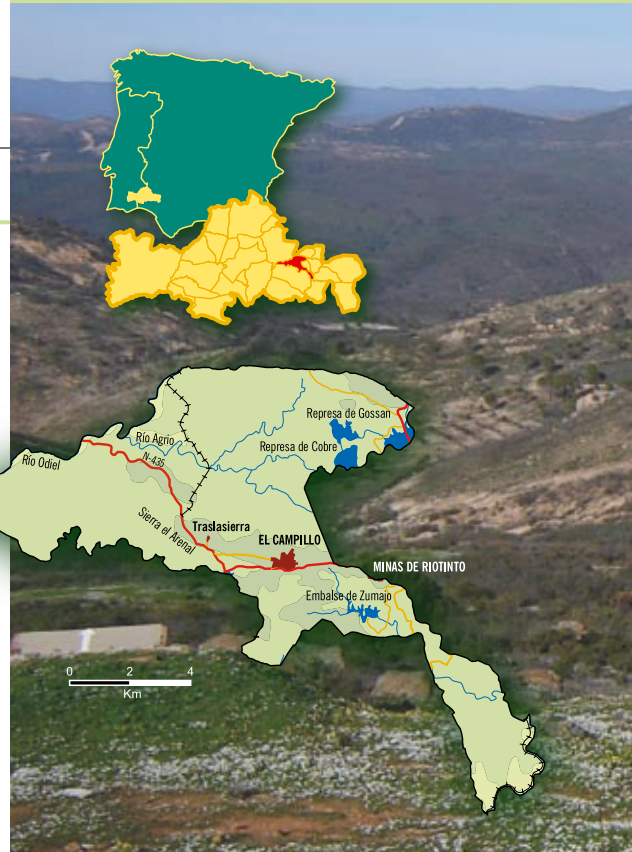 Represa de Gossan
Río Agrio
Represa de Cobre
Río Odiel
N-435
Sierra el Arenal
Traslasierra
EL CAMPILLO
MINAS DE RIOTINTO
Embalse de Zumajo
0 2 4
Km